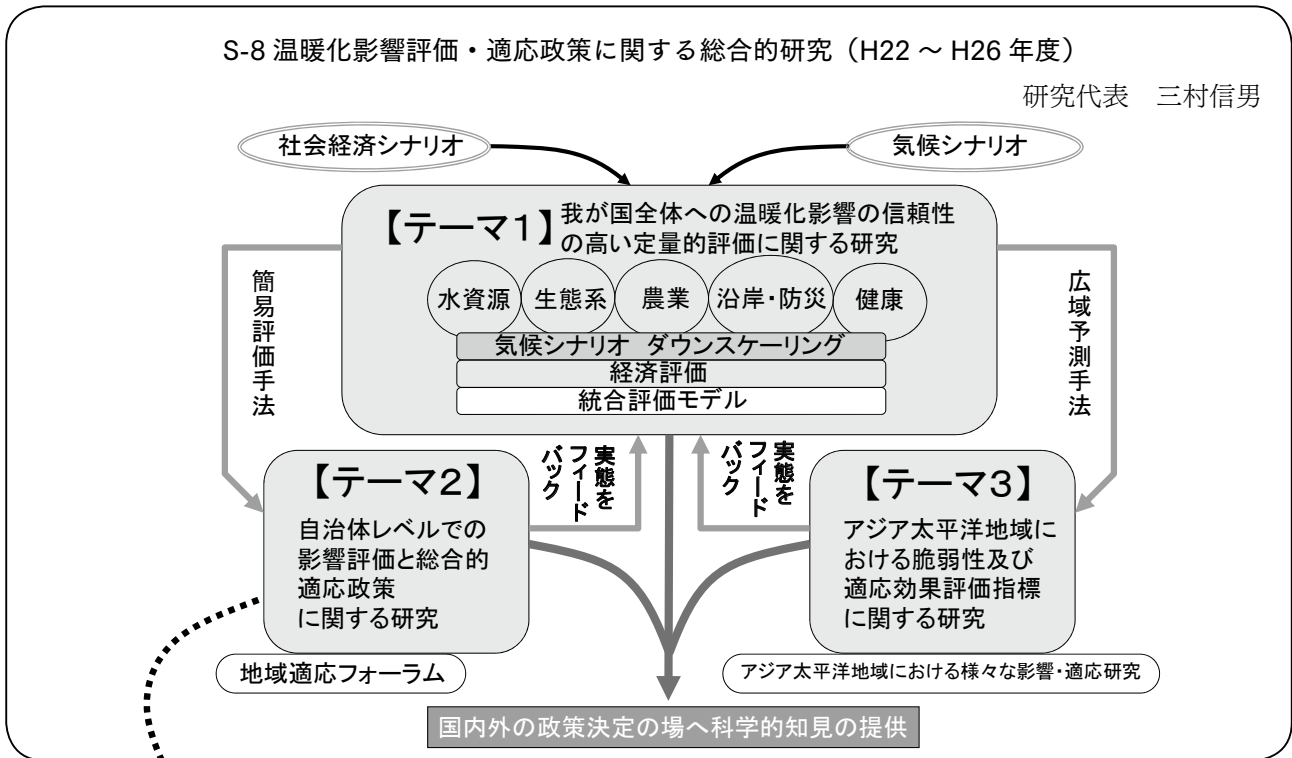 S-8 温暖化影響評価・適応政策に関する総合的研究（H22 ～ H26 年度）
研究代表　三村信男
社会経済シナリオ
気候シナリオ
【テーマ1】
我が国全体への温暖化影響の信頼性
の高い定量的評価に関する研究
水資源
生態系
農業
沿岸・防災
健康
気候シナリオ ダウンスケーリング
経済評価
統合評価モデル
簡易評価手法
広域予測手法
実態を
フィード
バック
実態を
フィード
バック
【テーマ2】
自治体レベルでの
影響評価と総合的
適応政策
に関する研究
地域適応フォーラム
【テーマ3】
アジア太平洋地域に
おける脆弱性及び
適応効果評価指標
に関する研究
アジア太平洋地域における様々な影響・適応研究
国内外の政策決定の場へ科学的知見の提供